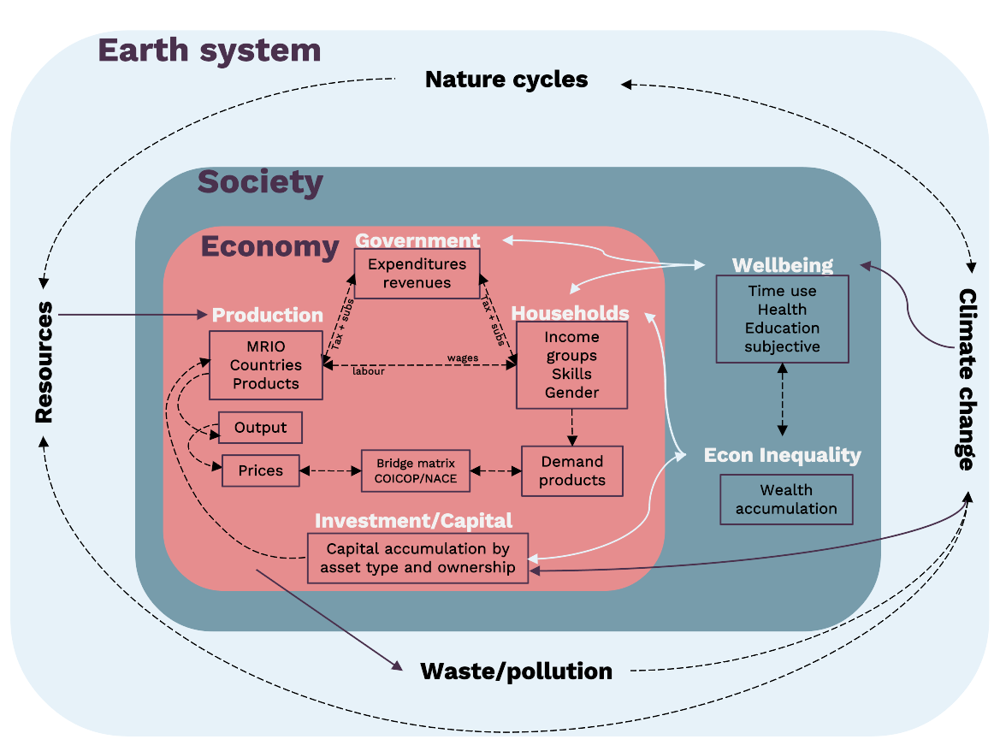 Earth system
Nature cycles
Society
Economy
Government
Expenditures
revenues
Wellbeing
Time use
Health
Education
subjective
Production
MRIO
Countries
Products
Tax + subs
Tax + subs
Households
Income
groups
Skills
Gender
wages
labour
Resources
Climate change
Output
Prices
Bridge matrix
COICOP/NACE
Demand
products
Econ Inequality
Wealth
accumulation
Investment/Capital
Capital accumulation by
asset type and ownership
Waste/pollution